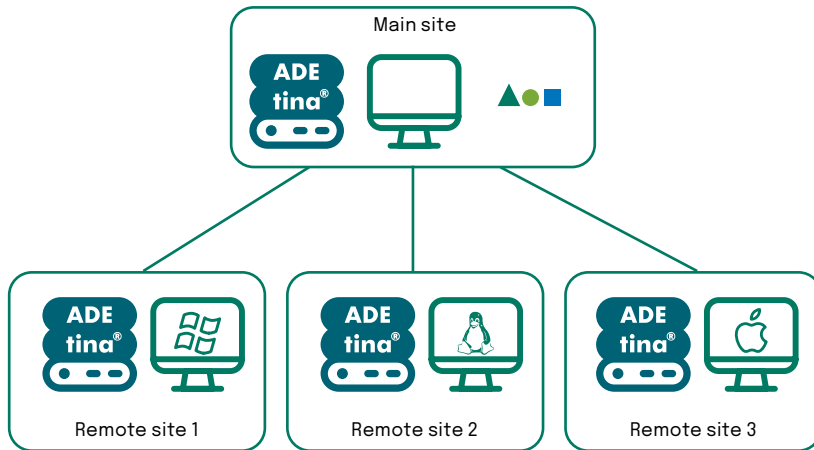 Main site
ADE
tina®
ADE
tina®
ADE
tina®
ADE
tina®
Remote site 1
Remote site 2
Remote site 3